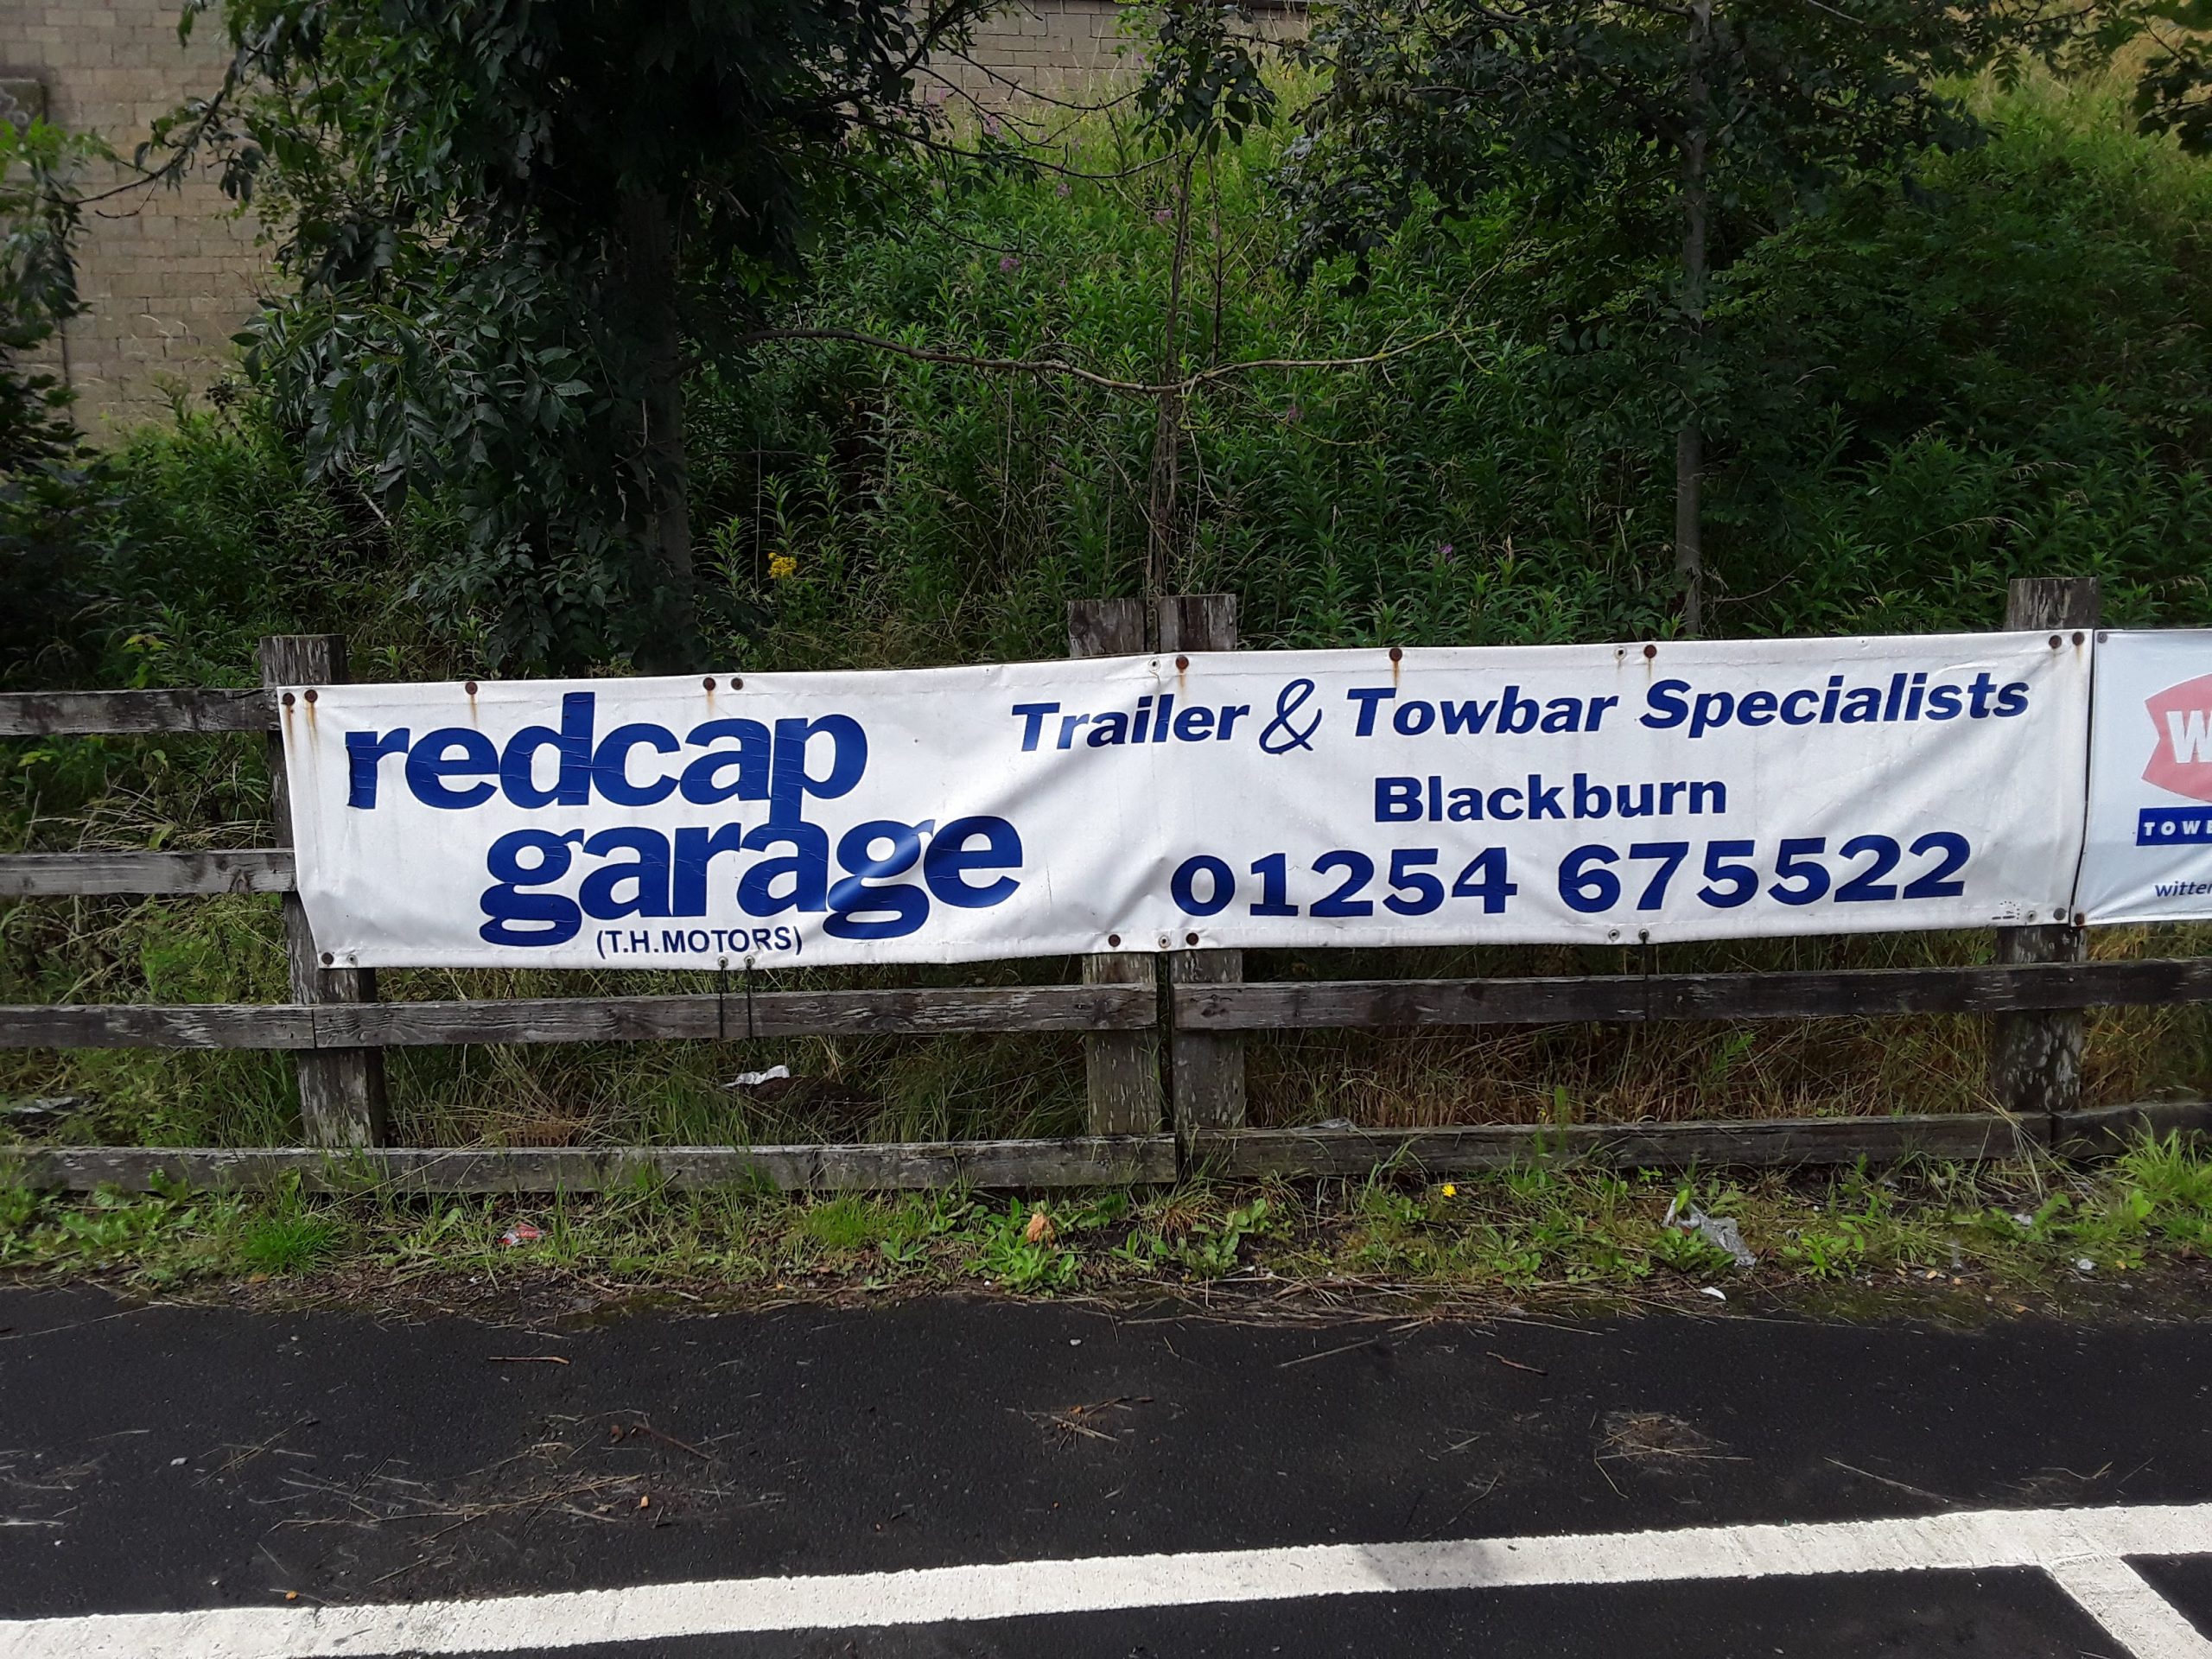 redcap
garage
(T.H.MOTORS)
Trailer & Towbar Specialists
Blackburn
01254 675522